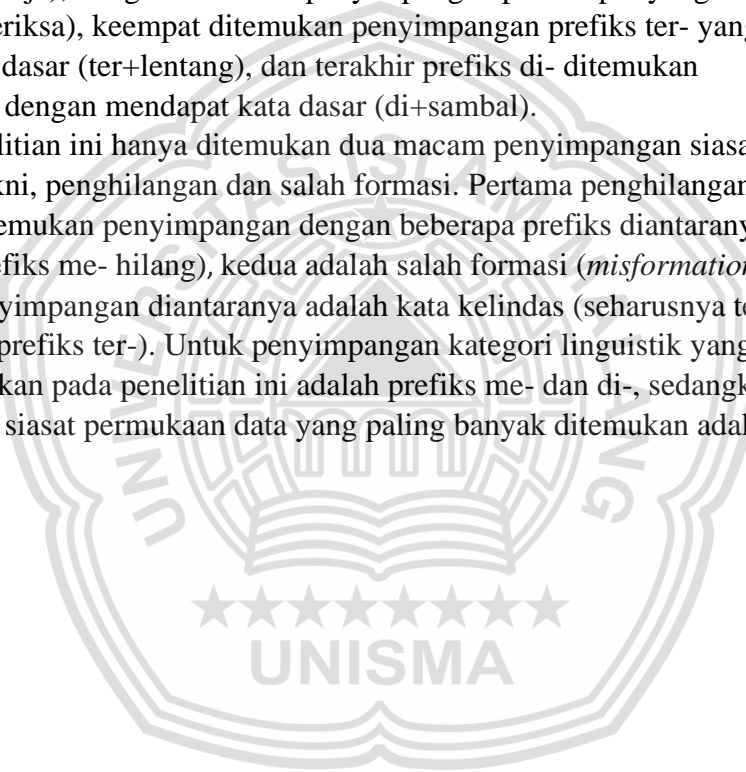 eriksa), keempat ditemukan penyimpangan prefiks ter- yang
dasar (ter+lentang), dan terakhir prefiks di- ditemukan
dengan mendapat kata dasar (di+sambal).
litian ini hanya ditemukan dua macam penyimpangan siasa
kni, penghilangan dan salah formasi. Pertama penghilangan
emukan penyimpangan dengan beberapa prefiks diantarany
efiks me- hilang), kedua adalah salah formasi (misformation
yimpangan diantaranya adalah kata kelindas (seharusnya te
prefiks ter-). Untuk penyimpangan kategori linguistik yang
kan pada penelitian ini adalah prefiks me- dan di-, sedangk
siasat permukaan data yang paling banyak ditemukan adal
UNIVERSITAS ISLAM MALANG
UNISMA